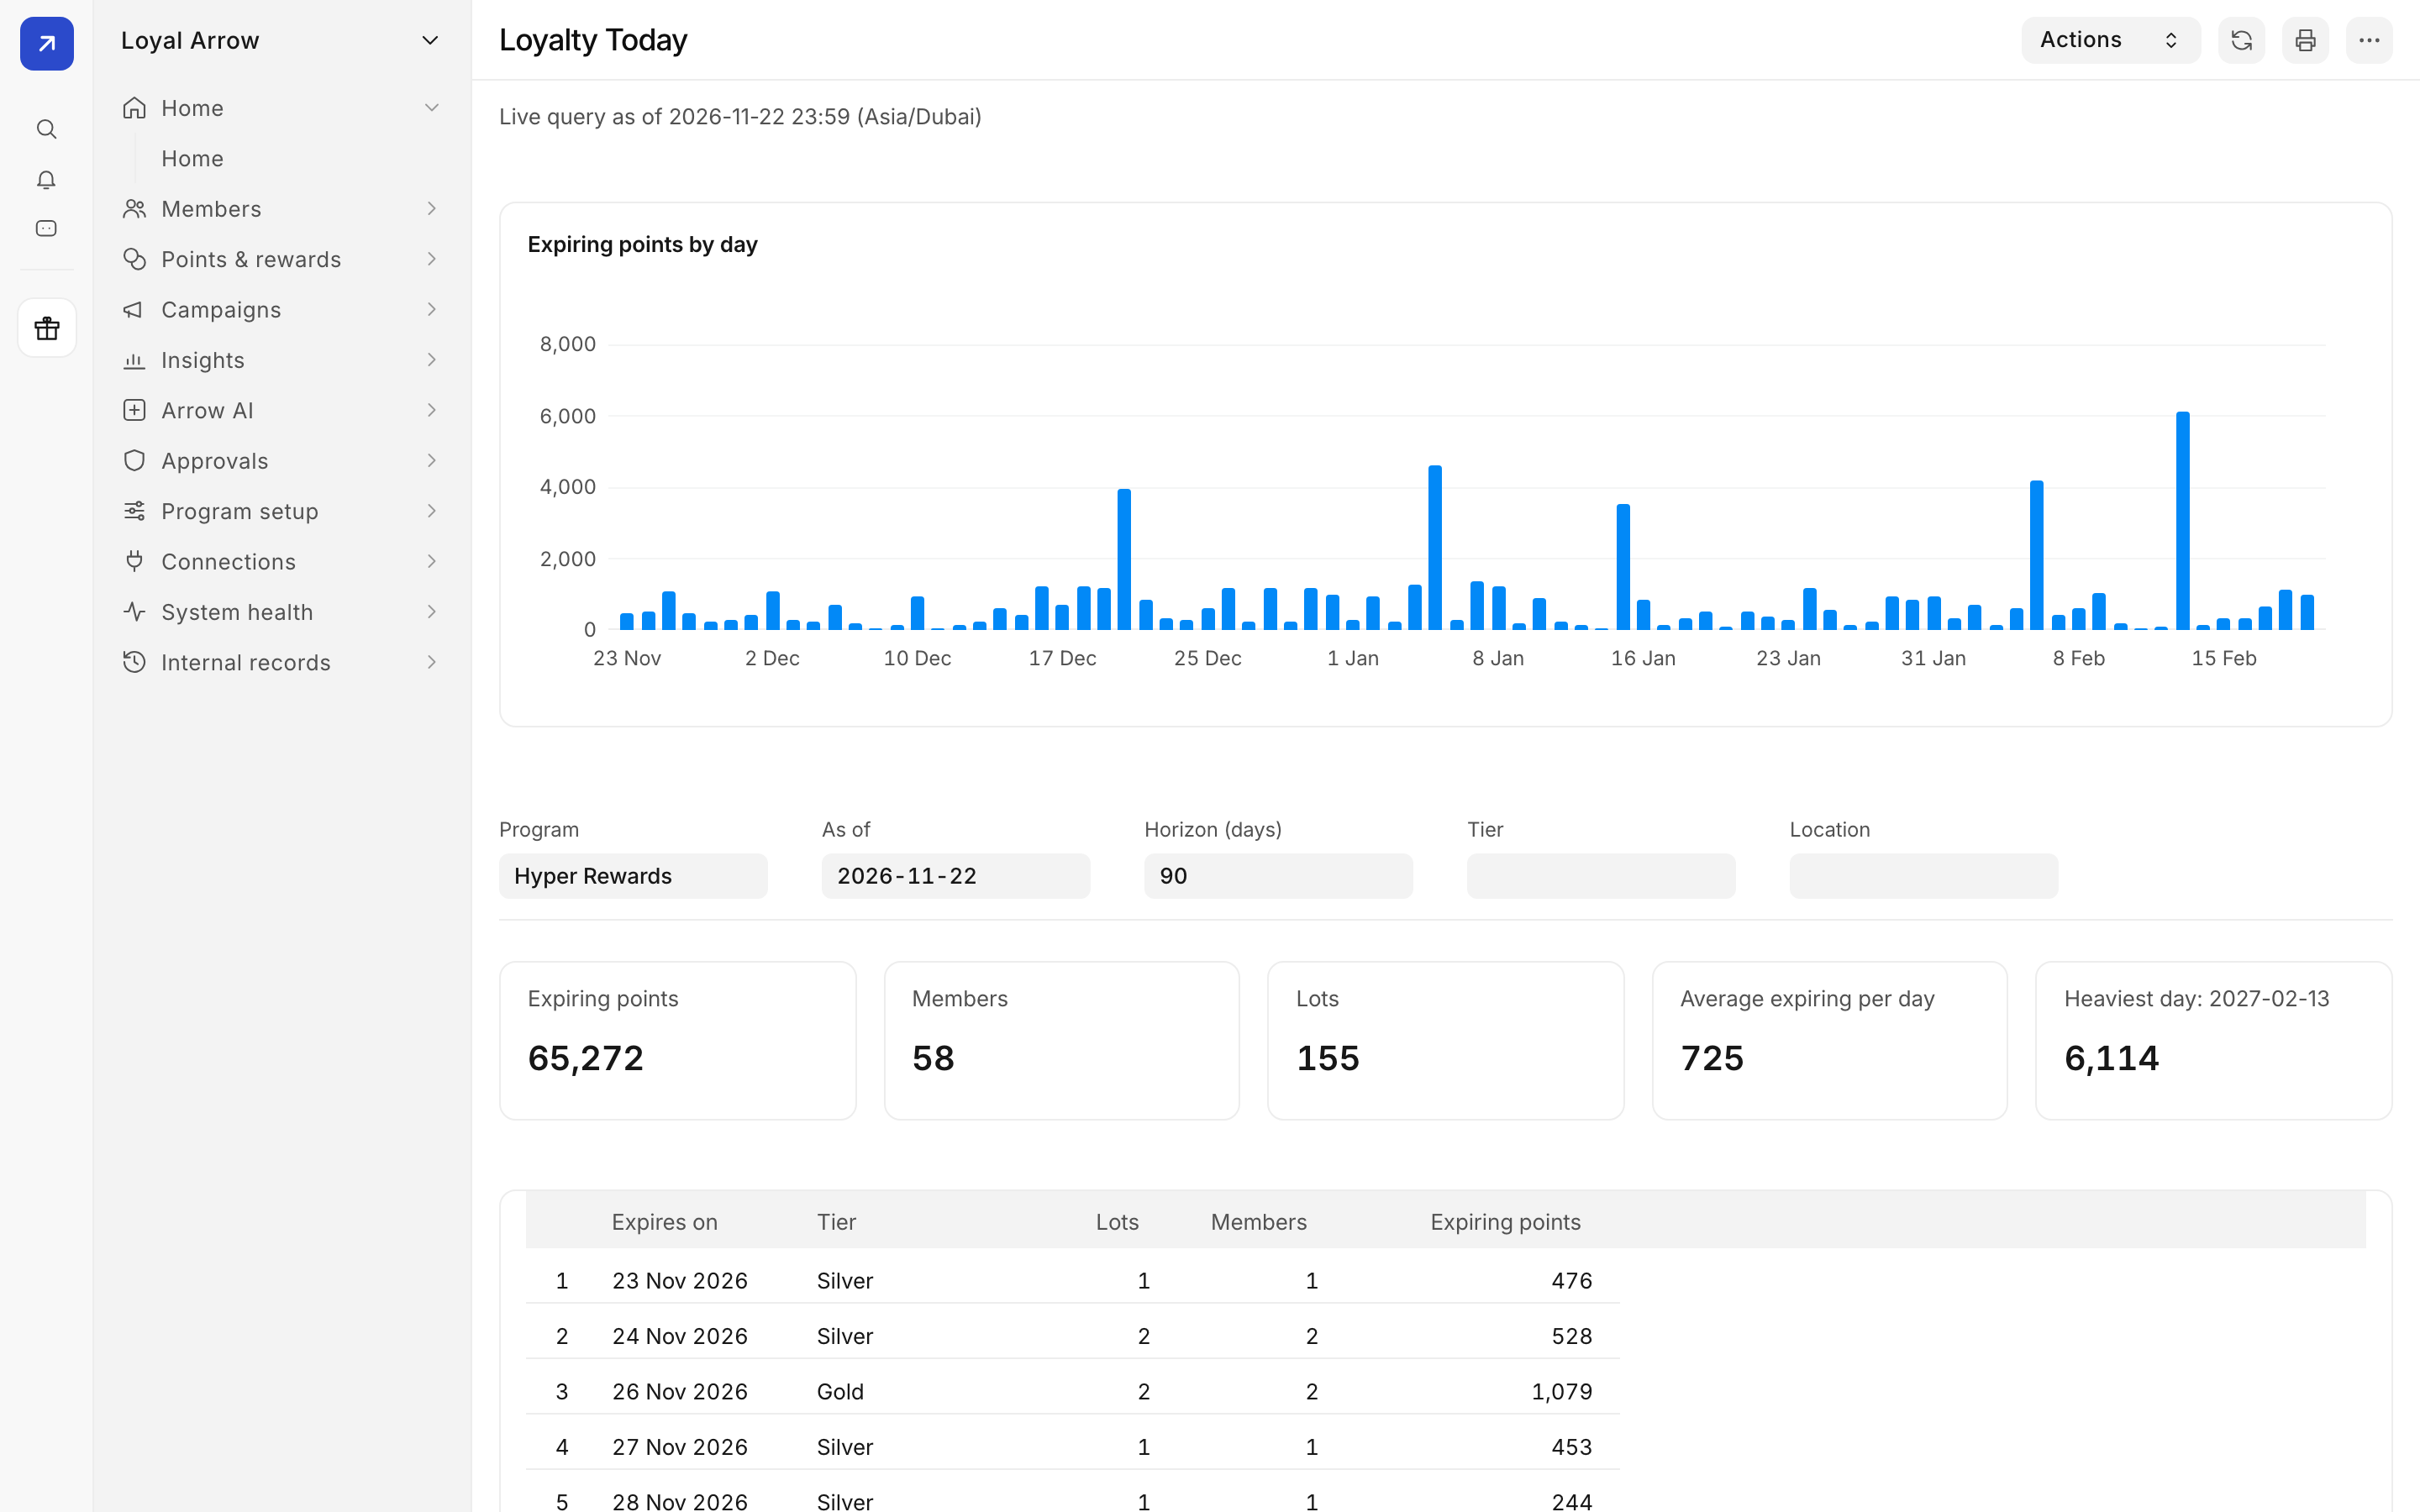 Loyal Arrow
Home
Home
Members
Points & rewards
Campaigns
Insights
Arrow AI
Approvals
Program setup
Connections
System health
Internal records
Loyalty Today
Actions
Live query as of 2026-11-22 23:59 (Asia/Dubai)
Expiring points by day
8,000
6,000
4,000
2,000
0
23 Nov 2 Dec 10 Dec 17 Dec 25 Dec 1 Jan 8 Jan 16 Jan 23 Jan 31 Jan 8 Feb 15 Feb
Program As of Horizon (days) Tier Location
Hyper Rewards 2026-11-22 90
Expiring points Members Lots Average expiring per day Heaviest day: 2027-02-13
65,272 58 155 725 6,114
Expires on Tier Lots Members Expiring points
1 23 Nov 2026 Silver 1 1 476
2 24 Nov 2026 Silver 2 2 528
3 26 Nov 2026 Gold 2 2 1,079
4 27 Nov 2026 Silver 1 1 453
5 28 Nov 2026 Silver 1 1 244